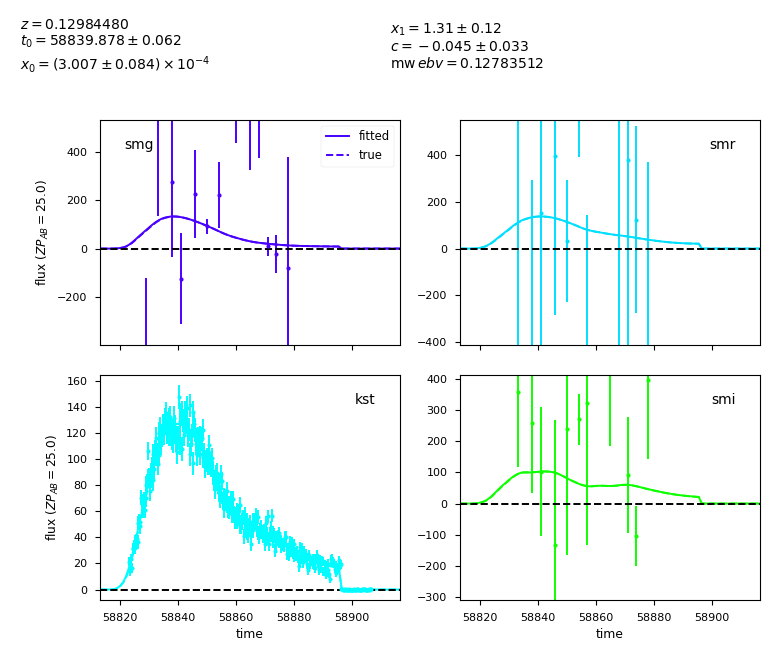 z = 0.12984480
t₀ = 58839.878 ± 0.062
x₀ = (3.007 ± 0.084) × 10⁻⁴
x₁ = 1.31 ± 0.12
c = −0.045 ± 0.033
mw ebv = 0.12783512
smg
fitted
true
400
200
0
−200
flux (ZP_AB = 25.0)
smr
400
200
0
−200
−400
kst
160
140
120
100
80
60
40
20
0
flux (ZP_AB = 25.0)
58820 58840 58860 58880 58900
time
smi
400
300
200
100
0
−100
−200
−300
58820 58840 58860 58880 58900
time